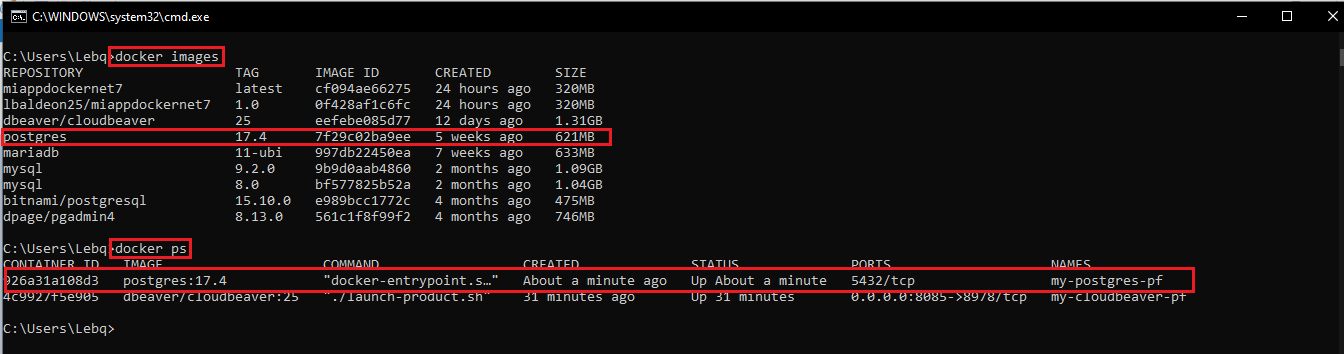 C:\WINDOWS\system32\cmd.exe
C:\Users\Lebq>docker images
REPOSITORY TAG IMAGE ID CREATED SIZE
miappdockernet7 latest cf094ae66275 24 hours ago 320MB
lbaldeon25/miappdockernet7 1.0 0f428af1c6fc 24 hours ago 320MB
dbeaver/cloudbeaver 25 eefebe085d77 12 days ago 1.31GB
postgres 17.4 7f29c02ba9ee 5 weeks ago 621MB
mariadb 11-ubi 997db22450ea 7 weeks ago 633MB
mysql 9.2.0 9b9d0aab4860 2 months ago 1.09GB
mysql 8.0 bf577825b52a 2 months ago 1.04GB
bitnami/postgresql 15.10.0 e989bcc1772c 4 months ago 475MB
dpage/pgadmin4 8.13.0 561c1f8f99f2 4 months ago 746MB
C:\Users\Lebq>docker ps
CONTAINER ID IMAGE COMMAND CREATED STATUS PORTS NAMES
926a31a108d3 postgres:17.4 "docker-entrypoint.s…" About a minute ago Up About a minute 5432/tcp my-postgres-pf
4c9927f5e905 dbeaver/cloudbeaver:25 "./launch-product.sh" 31 minutes ago Up 31 minutes 0.0.0.0:8085->8978/tcp my-cloudbeaver-pf
C:\Users\Lebq>